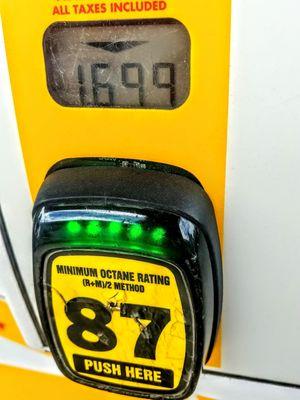 ALL TAXES INCLUDED
1699
MINIMUM OCTANE RATING
(R+M)/2 METHOD
87
PUSH HERE